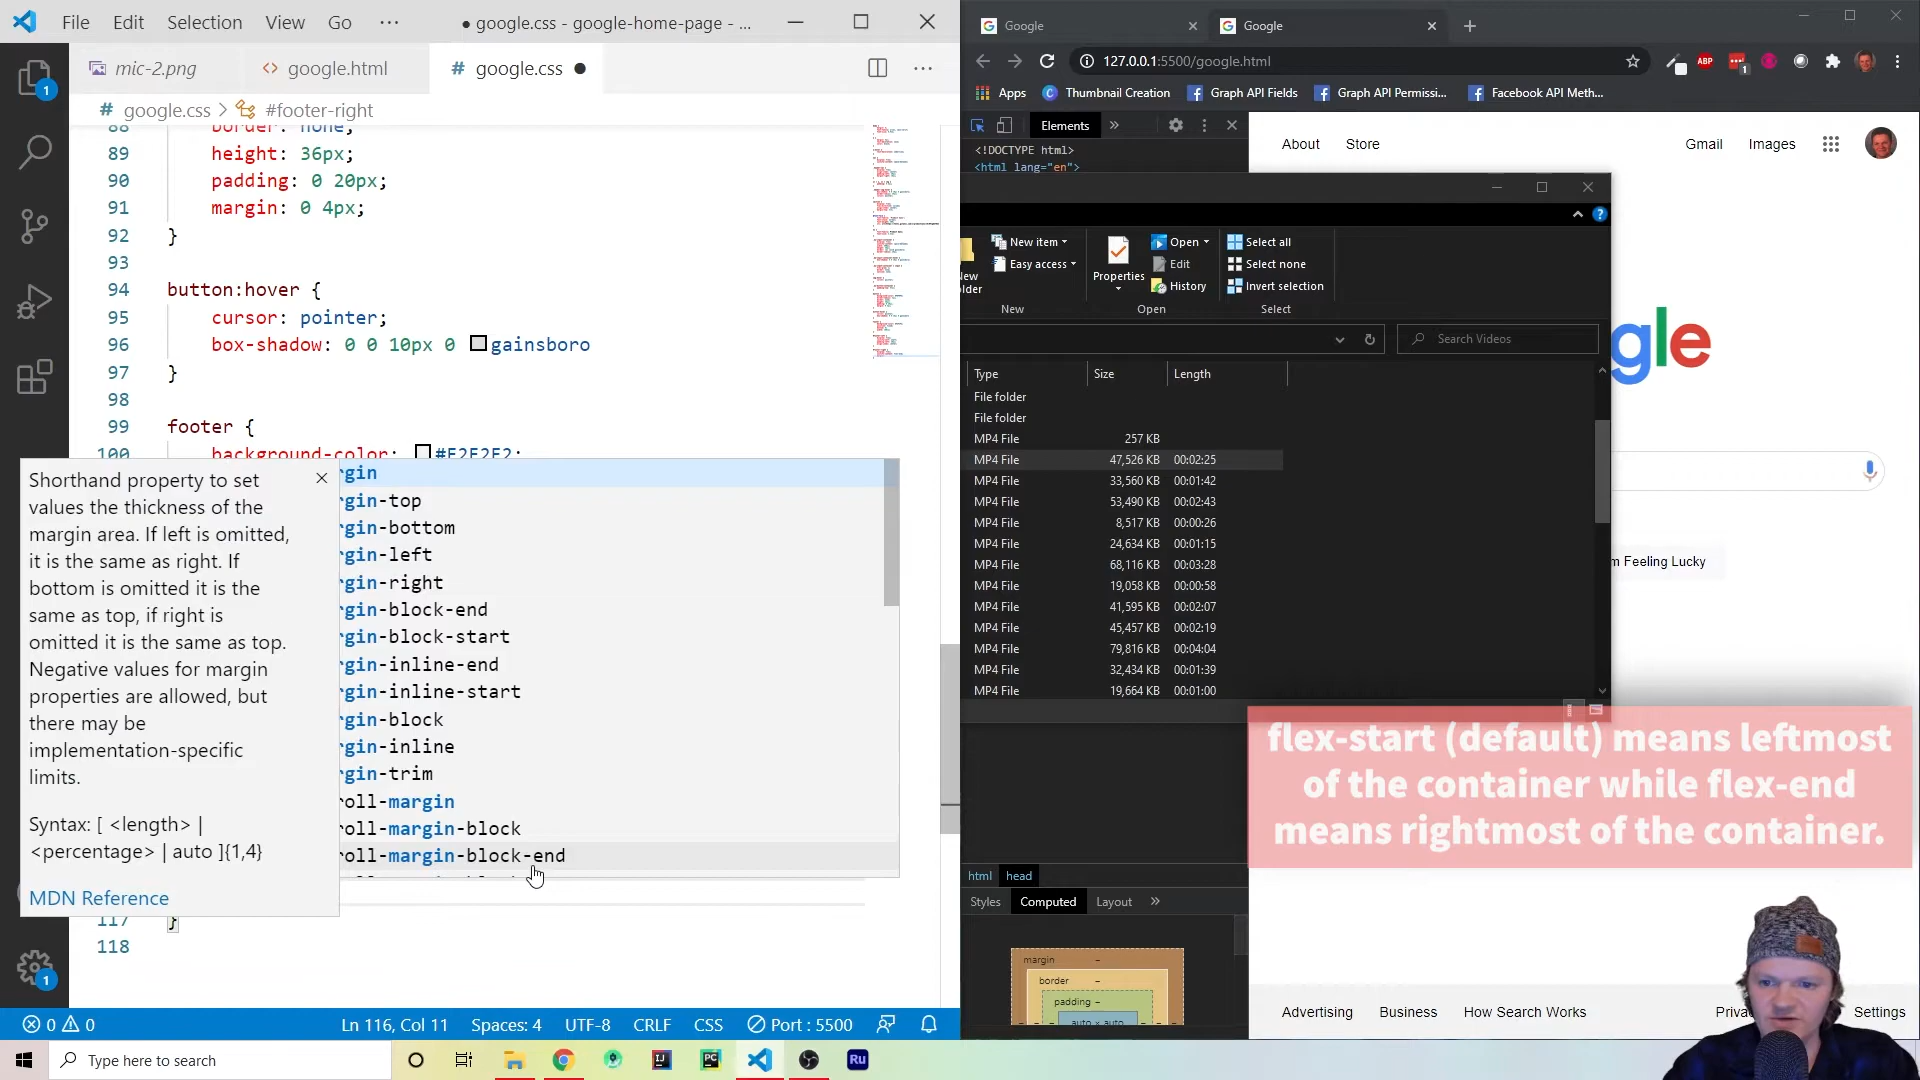 File Edit Selection View Go ··· ● google.css - google-home-page - ...
mic-2.png <> google.html # google.css ●
# google.css > #footer-right
88 border: none;
89 height: 36px;
90 padding: 0 20px;
91 margin: 0 4px;
92 }
93
94 button:hover {
95 cursor: pointer;
96 box-shadow: 0 0 10px 0 gainsboro
97 }
98
99 footer {
100 background-color: #F2F2F2;
Shorthand property to set
values the thickness of the
margin area. If left is omitted,
it is the same as right. If
bottom is omitted it is the
same as top, if right is
omitted it is the same as top.
Negative values for margin
properties are allowed, but
there may be
implementation-specific
limits.
Syntax: [ <length> |
<percentage> | auto ]{1,4}
MDN Reference
rgin
rgin-top
rgin-bottom
rgin-left
rgin-right
rgin-block-end
rgin-block-start
rgin-inline-end
rgin-inline-start
rgin-block
rgin-inline
rgin-trim
roll-margin
roll-margin-block
roll-margin-block-end
117 }
118
0 0 Ln 116, Col 11 Spaces: 4 UTF-8 CRLF CSS Port : 5500
Type here to search
Google Google
127.0.0.1:5500/google.html
ABP 1
Apps Thumbnail Creation Graph API Fields Graph API Permissi... Facebook API Meth...
Elements
<!DOCTYPE html>
<html lang="en">
About Store Gmail Images
New item Open Select all
Easy access Edit Select none
New
older Properties History Invert selection
New Open Select
Search Videos
Type Size Length
File folder
File folder
MP4 File 257 KB
MP4 File 47,526 KB 00:02:25
MP4 File 33,560 KB 00:01:42
MP4 File 53,490 KB 00:02:43
MP4 File 8,517 KB 00:00:26
MP4 File 24,634 KB 00:01:15
MP4 File 68,116 KB 00:03:28
MP4 File 19,058 KB 00:00:58
MP4 File 41,595 KB 00:02:07
MP4 File 45,457 KB 00:02:19
MP4 File 79,816 KB 00:04:04
MP4 File 32,434 KB 00:01:39
MP4 File 19,664 KB 00:01:00
gle
m Feeling Lucky
flex-start (default) means leftmost
of the container while flex-end
means rightmost of the container.
html head
Styles Computed Layout
margin –
border –
padding –
auto × auto
Advertising Business How Search Works Priva Settings
IJ PC Ru